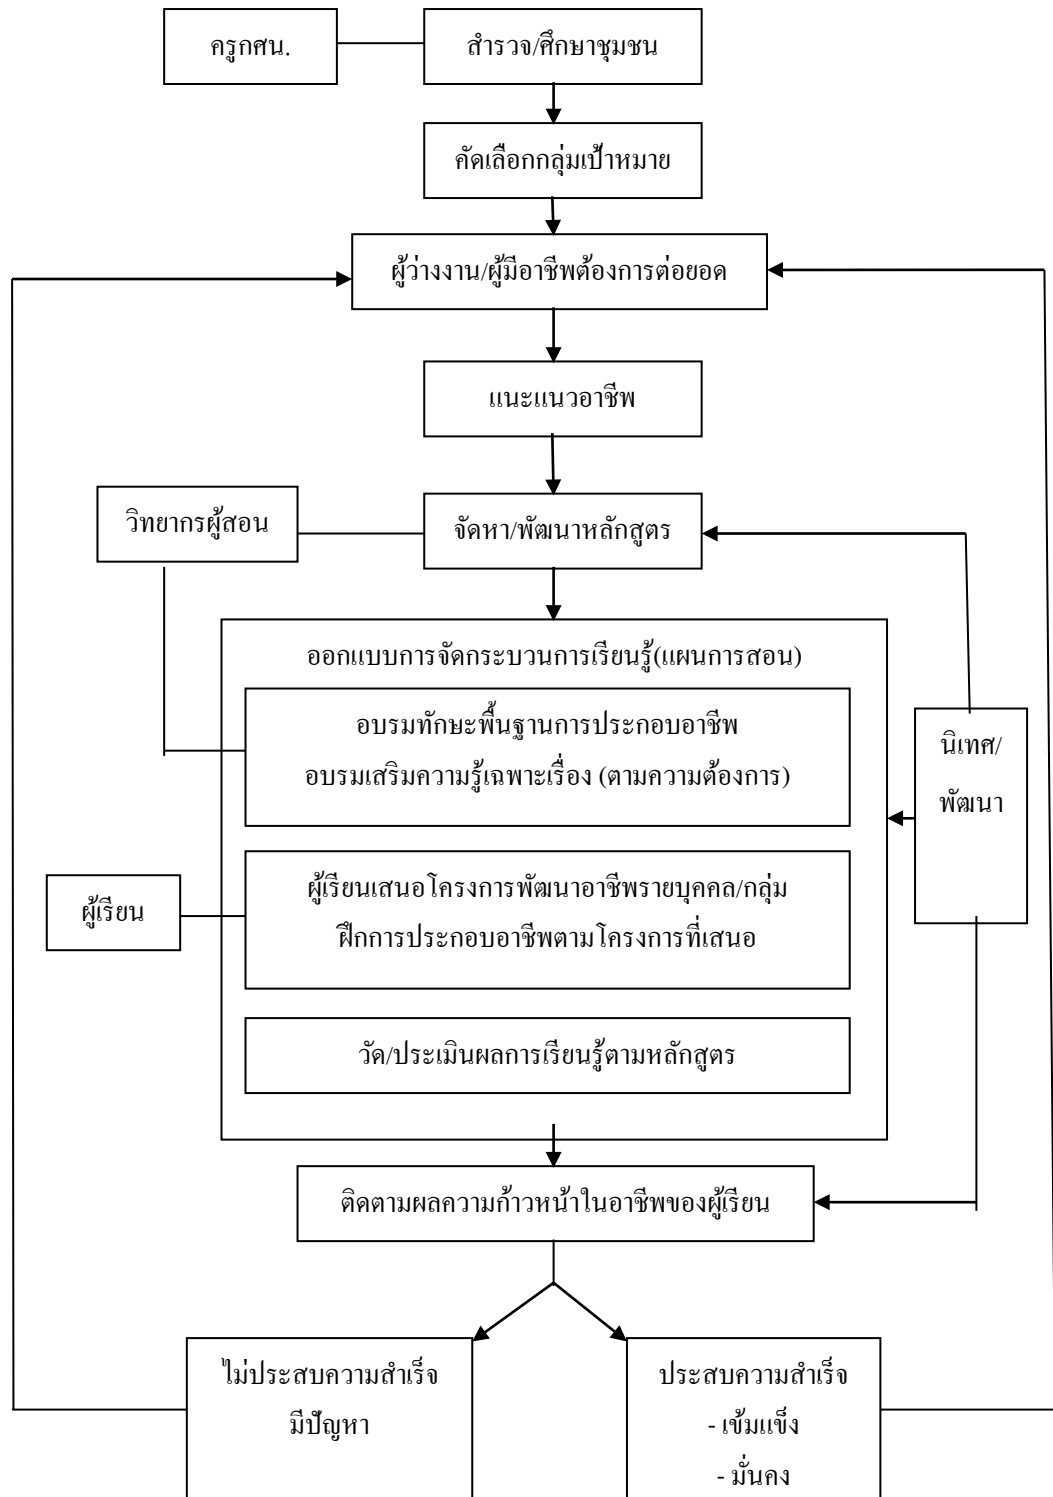 ครูกศน.
สำรวจ/ศึกษาชุมชน
คัดเลือกกลุ่มเป้าหมาย
ผู้ว่างงาน/ผู้มีอาชีพต้องการต่อยอด
แนะแนวอาชีพ
วิทยากรผู้สอน
จัดหา/พัฒนาหลักสูตร
ออกแบบการจัดกระบวนการเรียนรู้(แผนการสอน)
อบรมทักษะพื้นฐานการประกอบอาชีพ
อบรมเสริมความรู้เฉพาะเรื่อง (ตามความต้องการ)
นิเทศ/
พัฒนา
ผู้เรียน
ผู้เรียนเสนอโครงการพัฒนาอาชีพรายบุคคล/กลุ่ม
ฝึกการประกอบอาชีพตามโครงการที่เสนอ
วัด/ประเมินผลการเรียนรู้ตามหลักสูตร
ติดตามผลความก้าวหน้าในอาชีพของผู้เรียน
ไม่ประสบความสำเร็จ
มีปัญหา
ประสบความสำเร็จ
- เข้มแข็ง
- มั่นคง